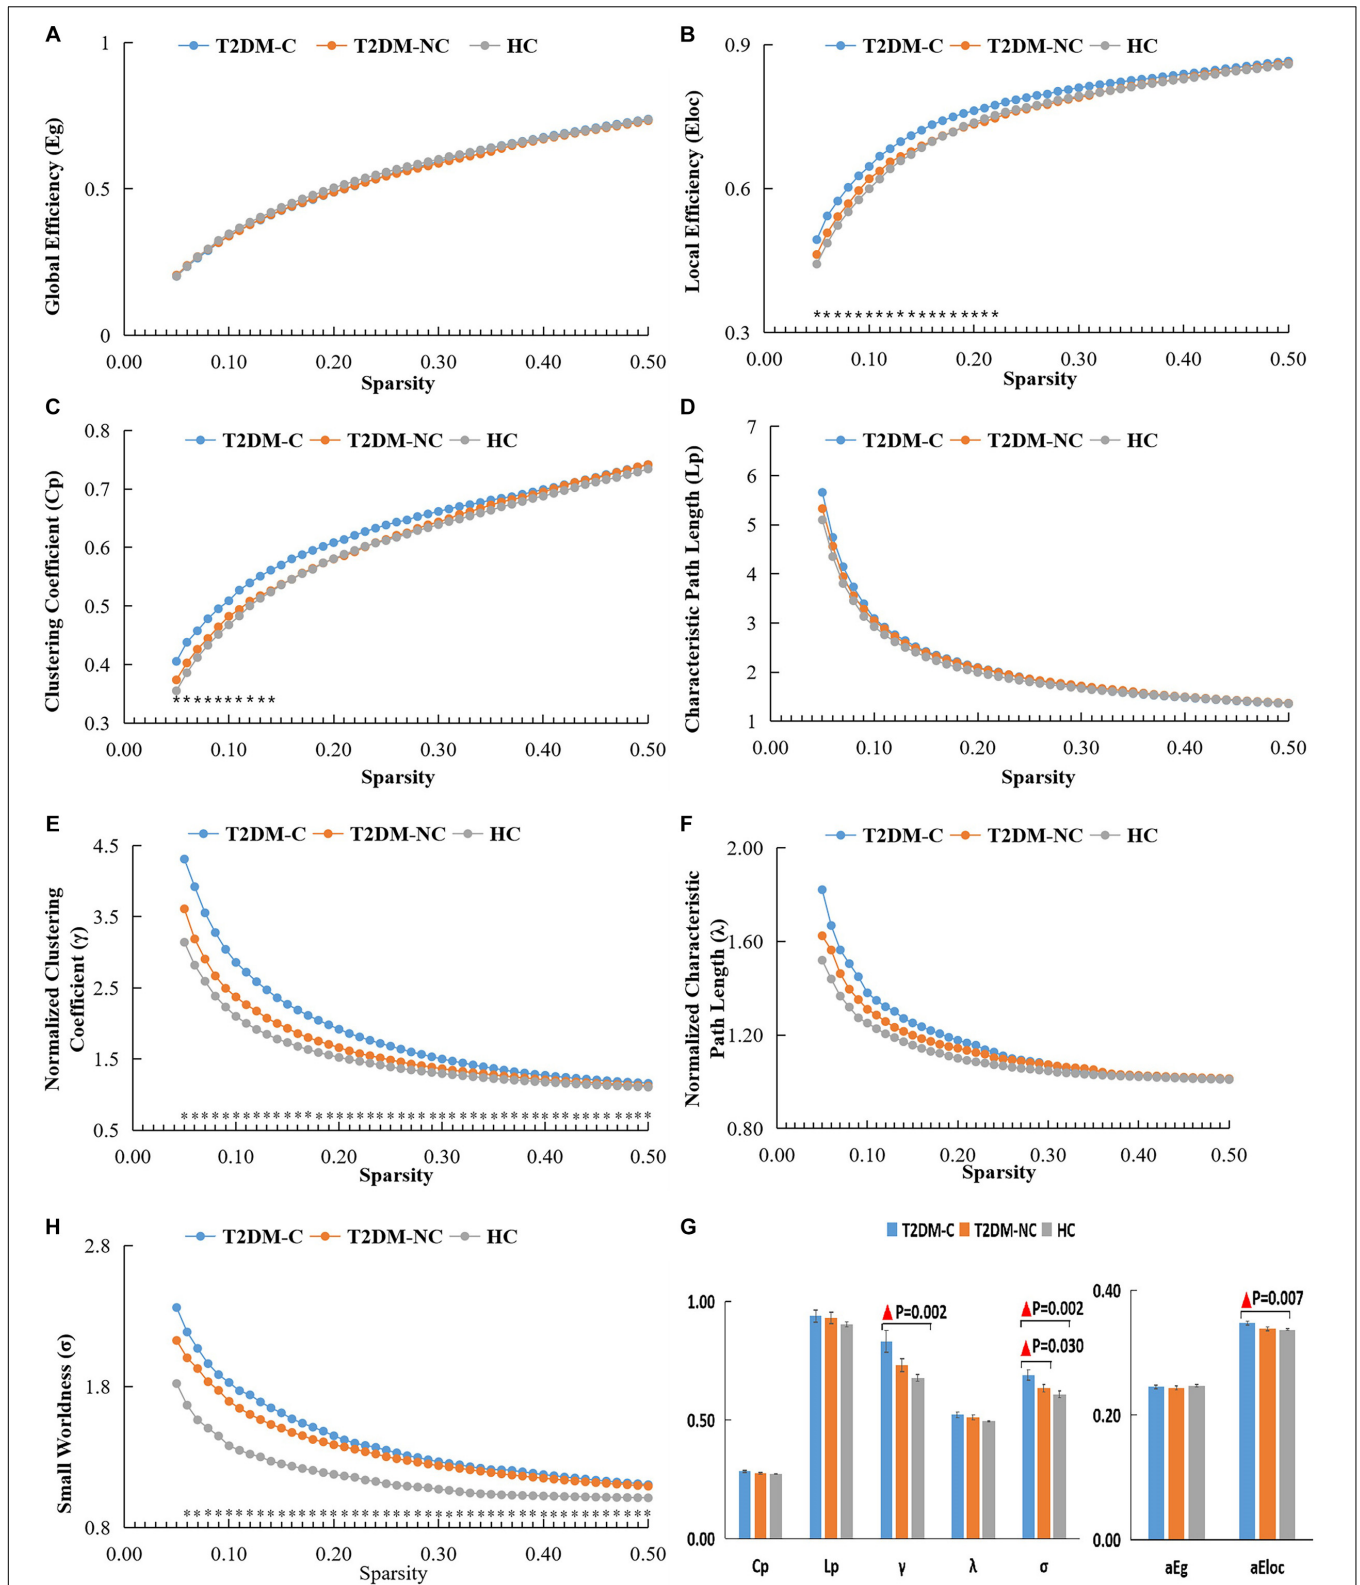 A
T2DM-C T2DM-NC HC
1
0.5
0
Global Efficiency (Eg)
0.00 0.10 0.20 0.30 0.40 0.50
Sparsity
B
T2DM-C T2DM-NC HC
0.9
0.6
0.3
Local Efficiency (Eloc)
******************
0.00 0.10 0.20 0.30 0.40 0.50
Sparsity
C
T2DM-C T2DM-NC HC
0.8
0.7
0.6
0.5
0.4
0.3
Clustering Coefficient (Cp)
**********
0.00 0.10 0.20 0.30 0.40 0.50
Sparsity
D
T2DM-C T2DM-NC HC
7
6
5
4
3
2
1
Characteristic Path Length (Lp)
0.00 0.10 0.20 0.30 0.40 0.50
Sparsity
E
T2DM-C T2DM-NC HC
4.5
3.5
2.5
1.5
0.5
Normalized Clustering
Coefficient (γ)
**********************************************
0.00 0.10 0.20 0.30 0.40 0.50
Sparsity
F
T2DM-C T2DM-NC HC
2.00
1.60
1.20
0.80
Normalized Characteristic
Path Length (λ)
0.00 0.10 0.20 0.30 0.40 0.50
Sparsity
H
T2DM-C T2DM-NC HC
2.8
1.8
0.8
Small Worldness (σ)
*********************************************
0.00 0.10 0.20 0.30 0.40 0.50
Sparsity
G
T2DM-C T2DM-NC HC
1.00
0.50
0.00
P=0.002
P=0.002
P=0.030
Cp Lp γ λ σ
0.40
0.20
0.00
P=0.007
aEg aEloc